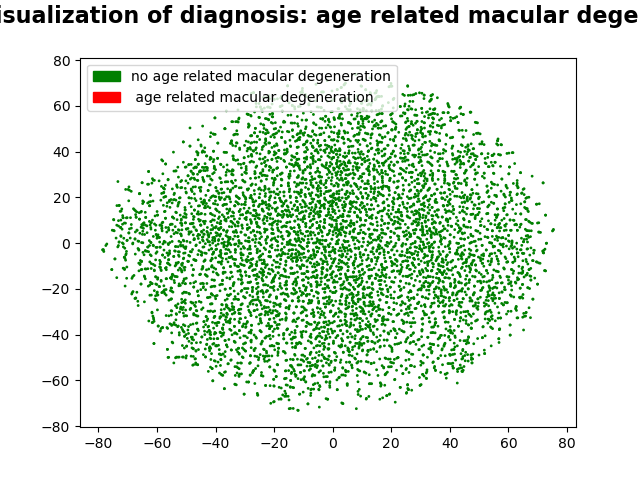 isualization of diagnosis: age related macular dege
80
60
40
20
0
−20
−40
−60
−80
no age related macular degeneration
age related macular degeneration
−80 −60 −40 −20 0 20 40 60 80